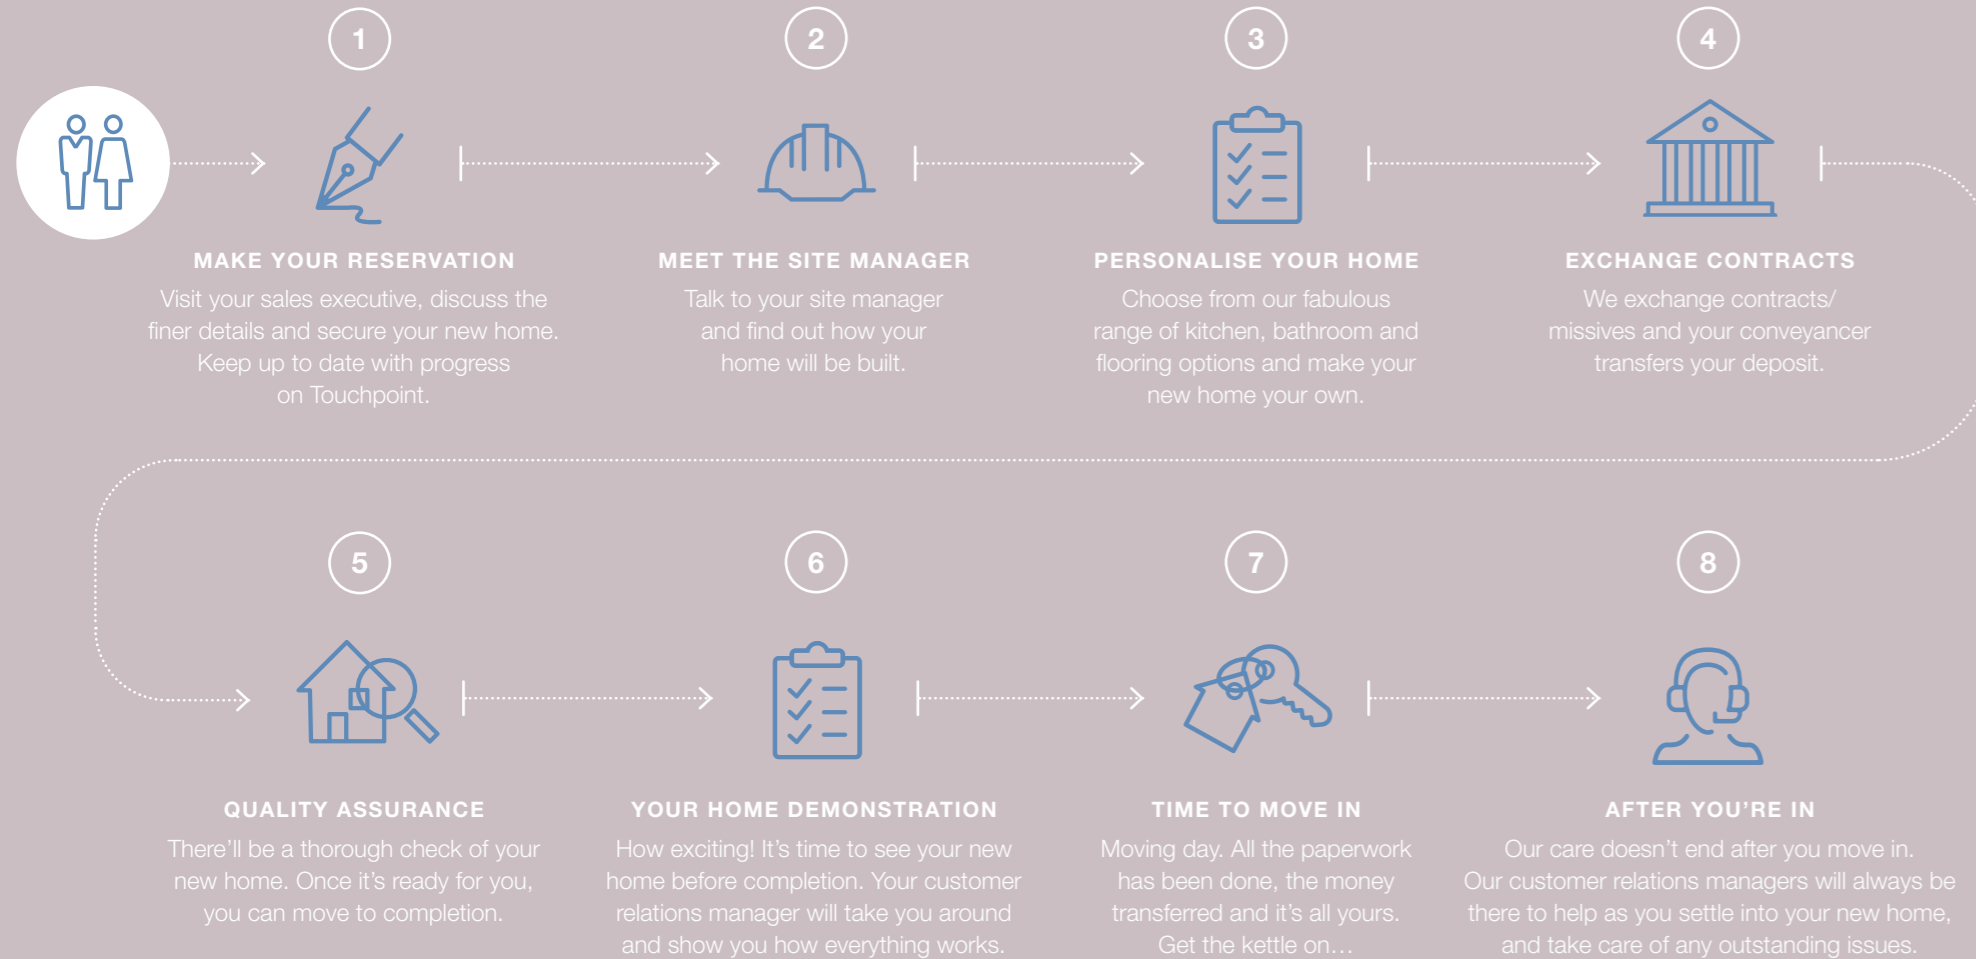 1
MAKE YOUR RESERVATION
Visit your sales executive, discuss the
finer details and secure your new home.
Keep up to date with progress
on Touchpoint.
2
MEET THE SITE MANAGER
Talk to your site manager
and find out how your
home will be built.
3
PERSONALISE YOUR HOME
Choose from our fabulous
range of kitchen, bathroom and
flooring options and make your
new home your own.
4
EXCHANGE CONTRACTS
We exchange contracts/
missives and your conveyancer
transfers your deposit.
5
QUALITY ASSURANCE
There’ll be a thorough check of your
new home. Once it’s ready for you,
you can move to completion.
6
YOUR HOME DEMONSTRATION
How exciting! It’s time to see your new
home before completion. Your customer
relations manager will take you around
and show you how everything works.
7
TIME TO MOVE IN
Moving day. All the paperwork
has been done, the money
transferred and it’s all yours.
Get the kettle on…
8
AFTER YOU’RE IN
Our care doesn’t end after you move in.
Our customer relations managers will always be
there to help as you settle into your new home,
and take care of any outstanding issues.